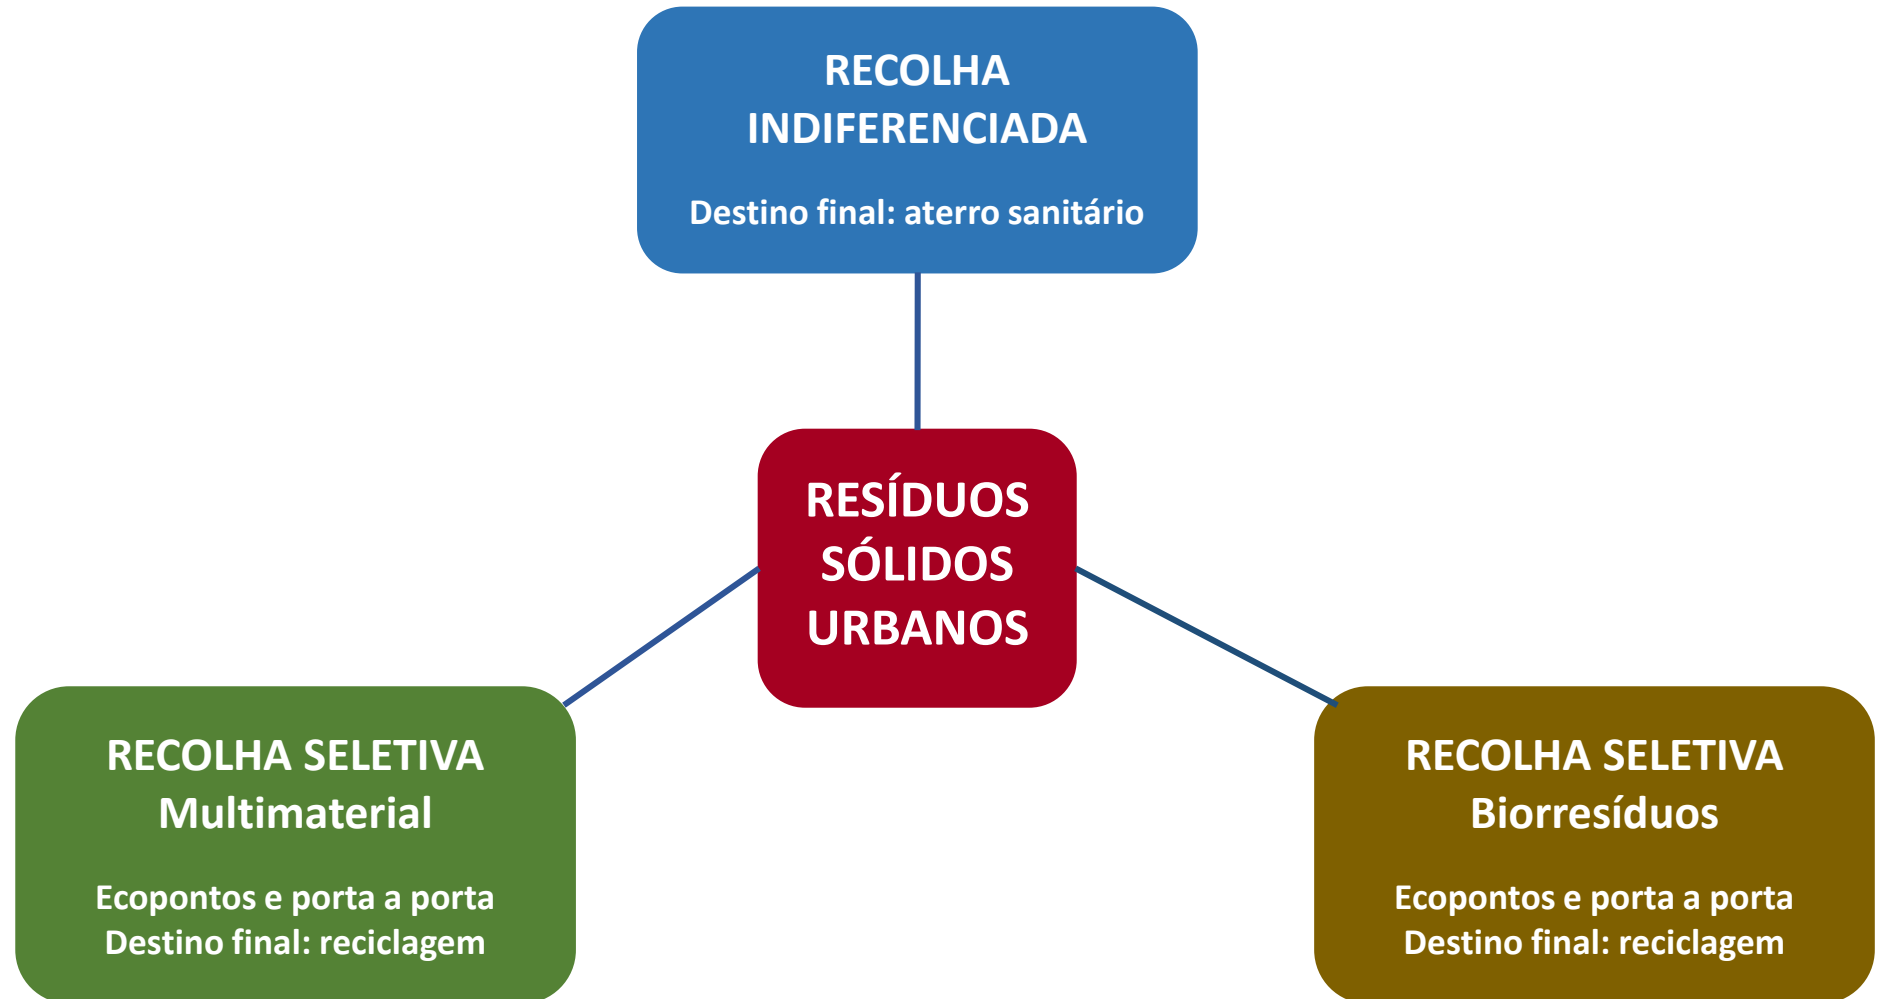 RECOLHA
INDIFERENCIADA
Destino final: aterro sanitário
RESÍDUOS
SÓLIDOS
URBANOS
RECOLHA SELETIVA
Multimaterial
Ecopontos e porta a porta
Destino final: reciclagem
RECOLHA SELETIVA
Biorresíduos
Ecopontos e porta a porta
Destino final: reciclagem